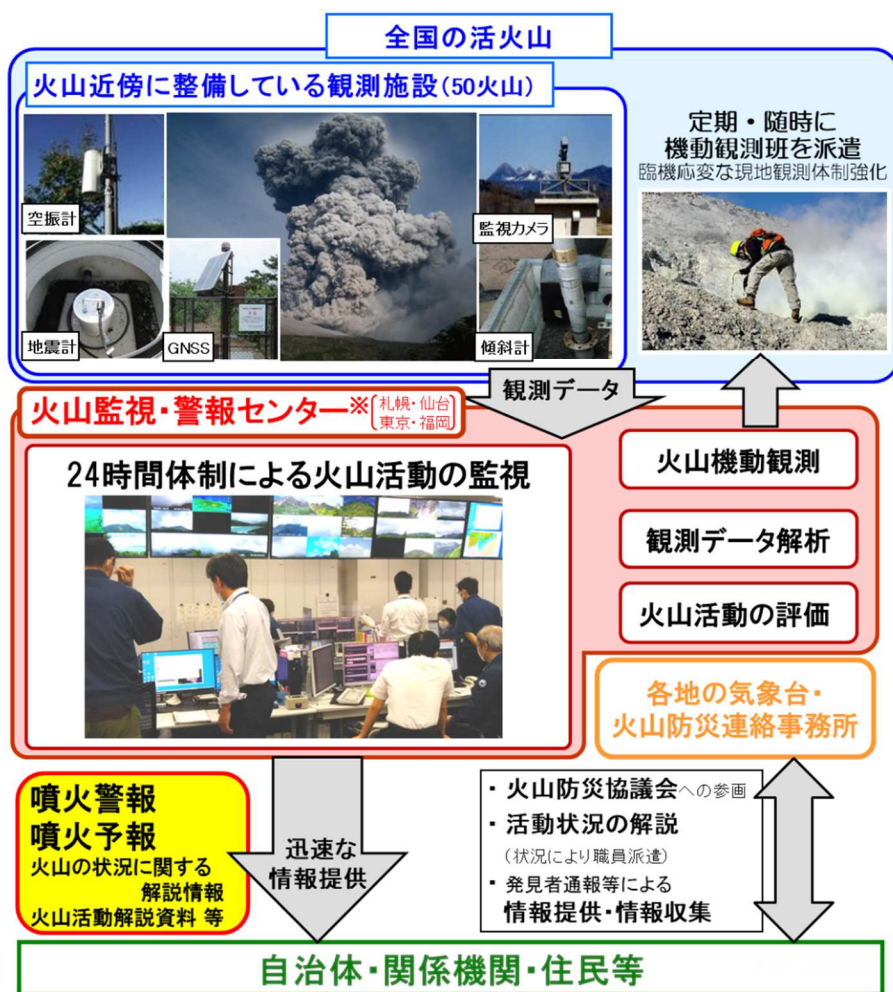 全国の活火山
火山近傍に整備している観測施設(50火山)
空振計
監視カメラ
地震計
GNSS
傾斜計
定期・随時に
機動観測班を派遣
臨機応変な現地観測体制強化
観測データ
火山監視・警報センター※
札幌・仙台
東京・福岡
24時間体制による火山活動の監視
火山機動観測
観測データ解析
火山活動の評価
各地の気象台・
火山防災連絡事務所
噴火警報
噴火予報
火山の状況に関する
解説情報
火山活動解説資料 等
迅速な
情報提供
・火山防災協議会への参画
・活動状況の解説
(状況により職員派遣)
・発見者通報等による
情報提供・情報収集
自治体・関係機関・住民等